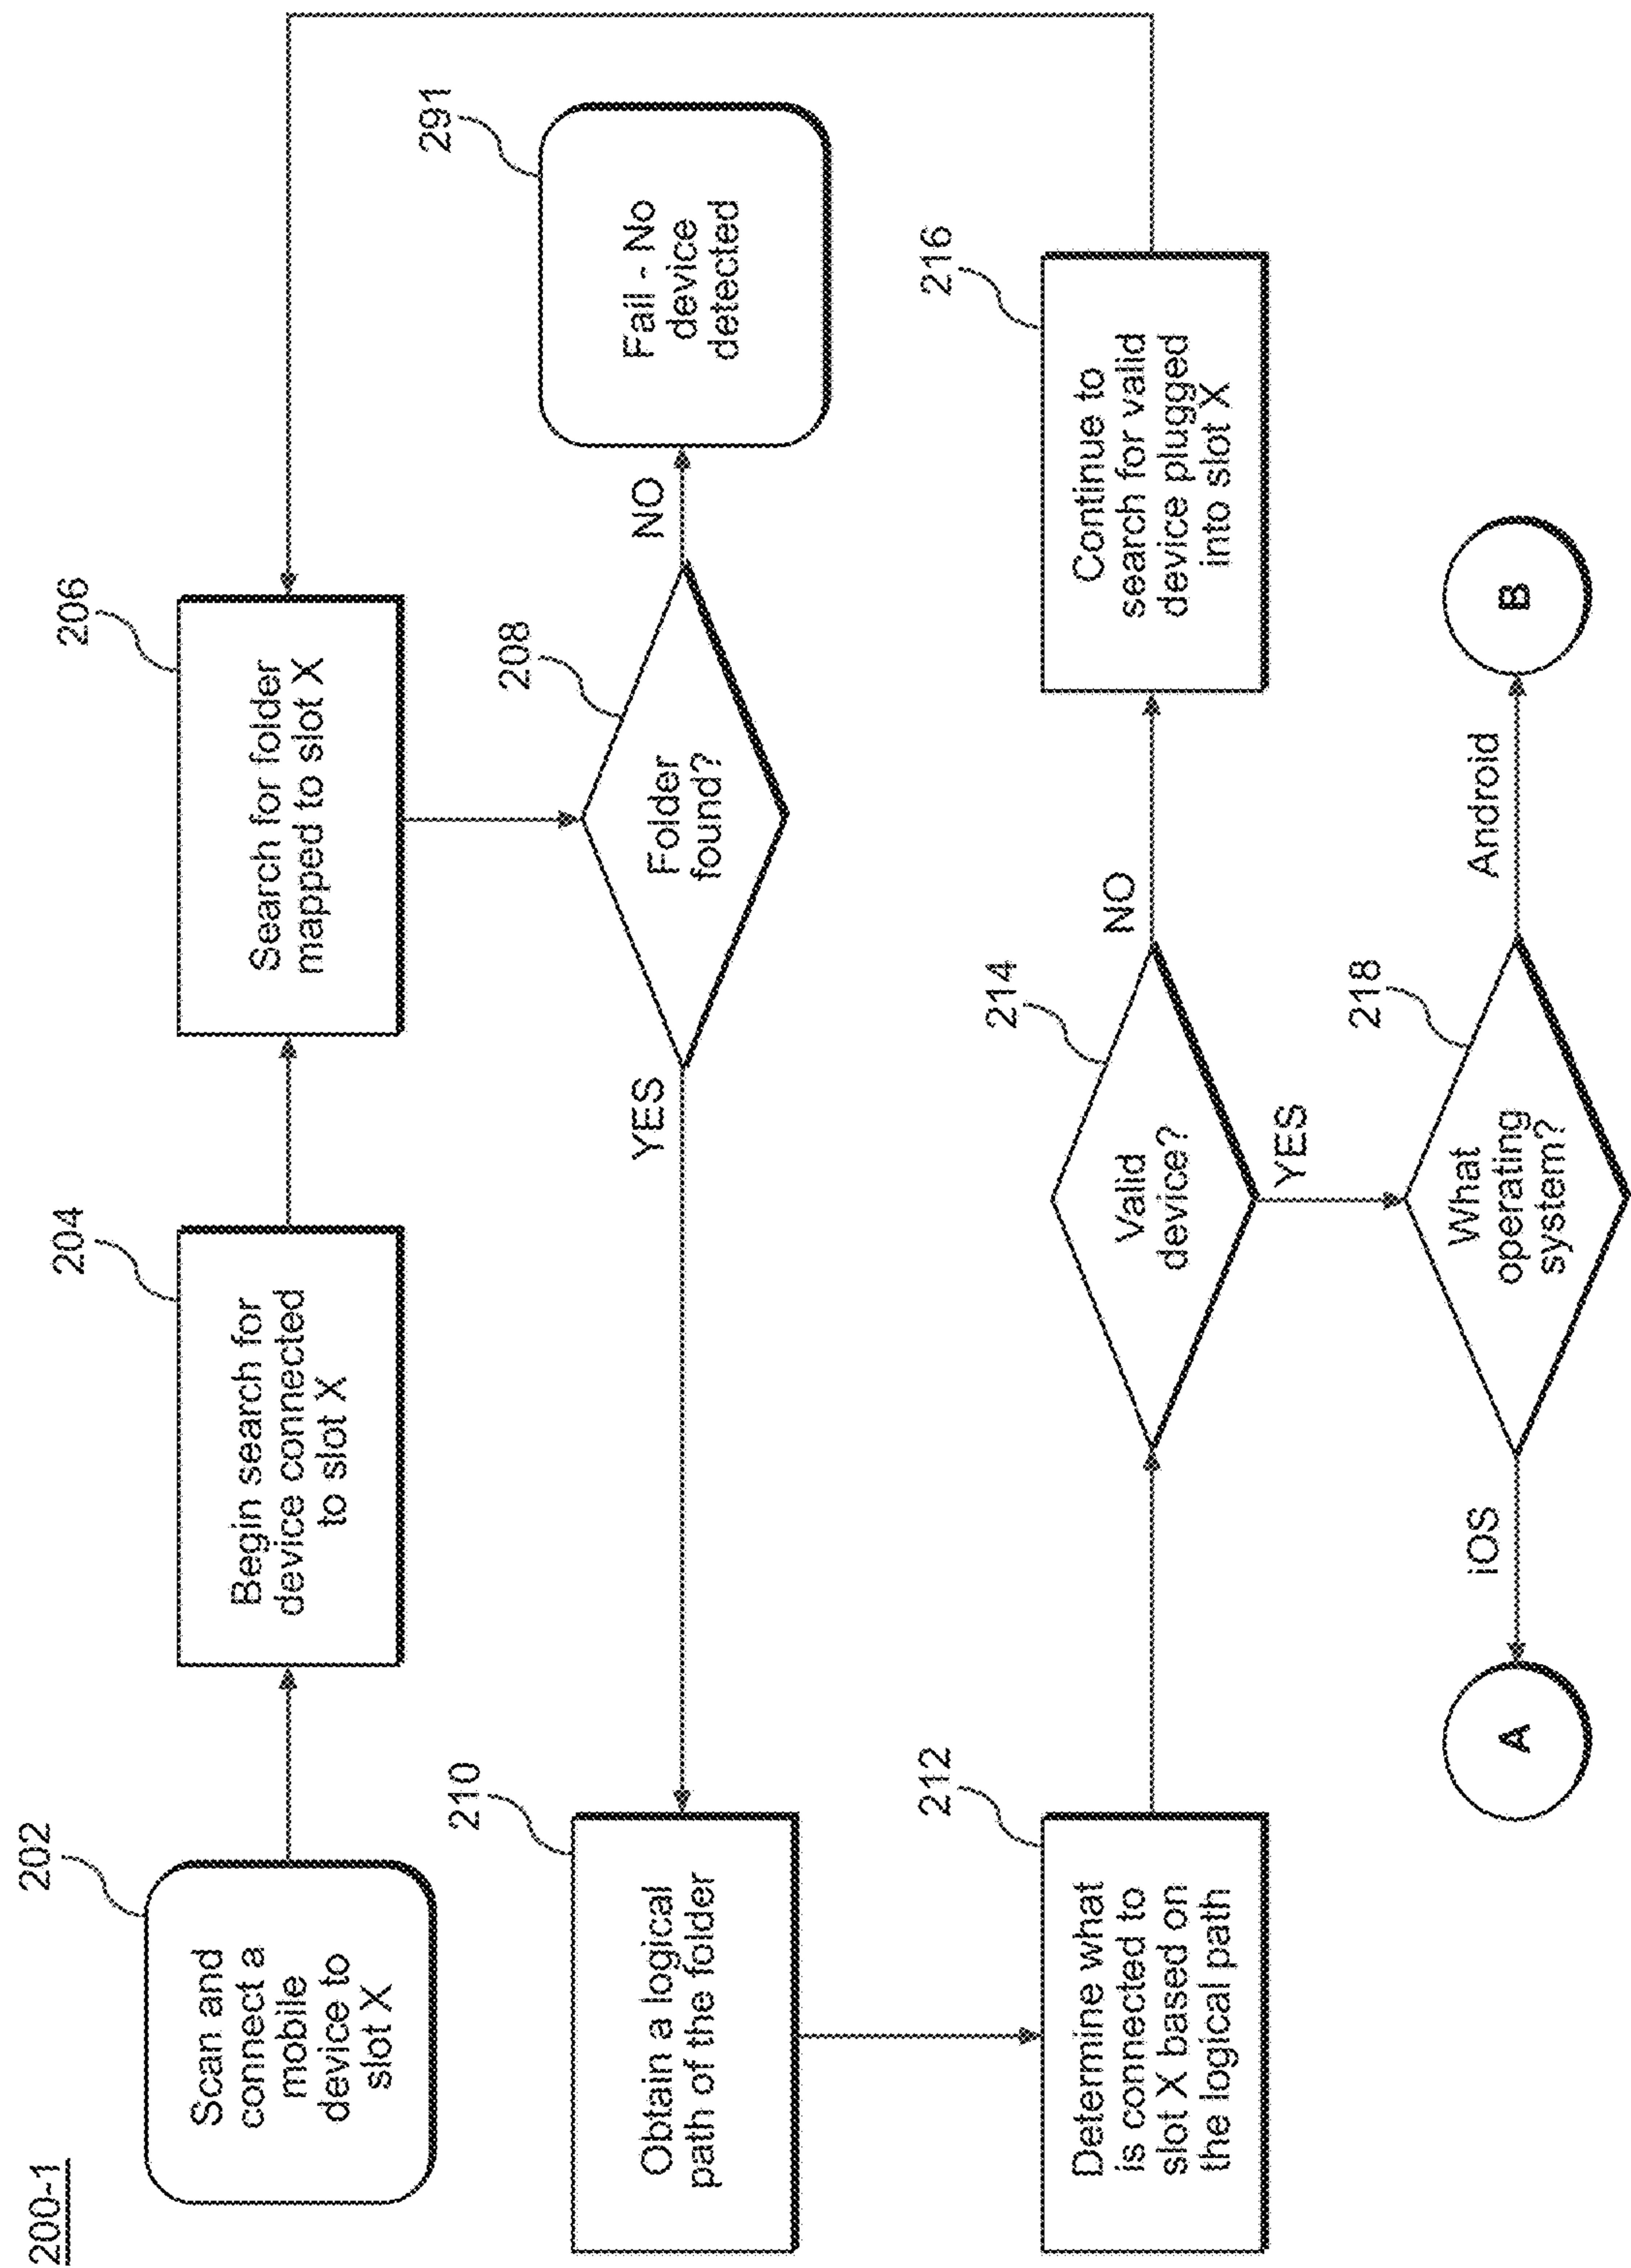 200-1
202
Scan and
connect a
mobile
device to
slot X
204
Begin search for
device connected
to slot X
206
Search for folder
mapped to slot X
208
Folder
found?
NO
291
Fail - No
device
detected
YES
210
Obtain a logical
path of the folder
212
Determine what
is connected to
slot X based on
the logical path
214
Valid
device?
NO
216
Continue to
search for valid
device plugged
into slot X
YES
218
What
operating
system?
iOS
A
Android
B